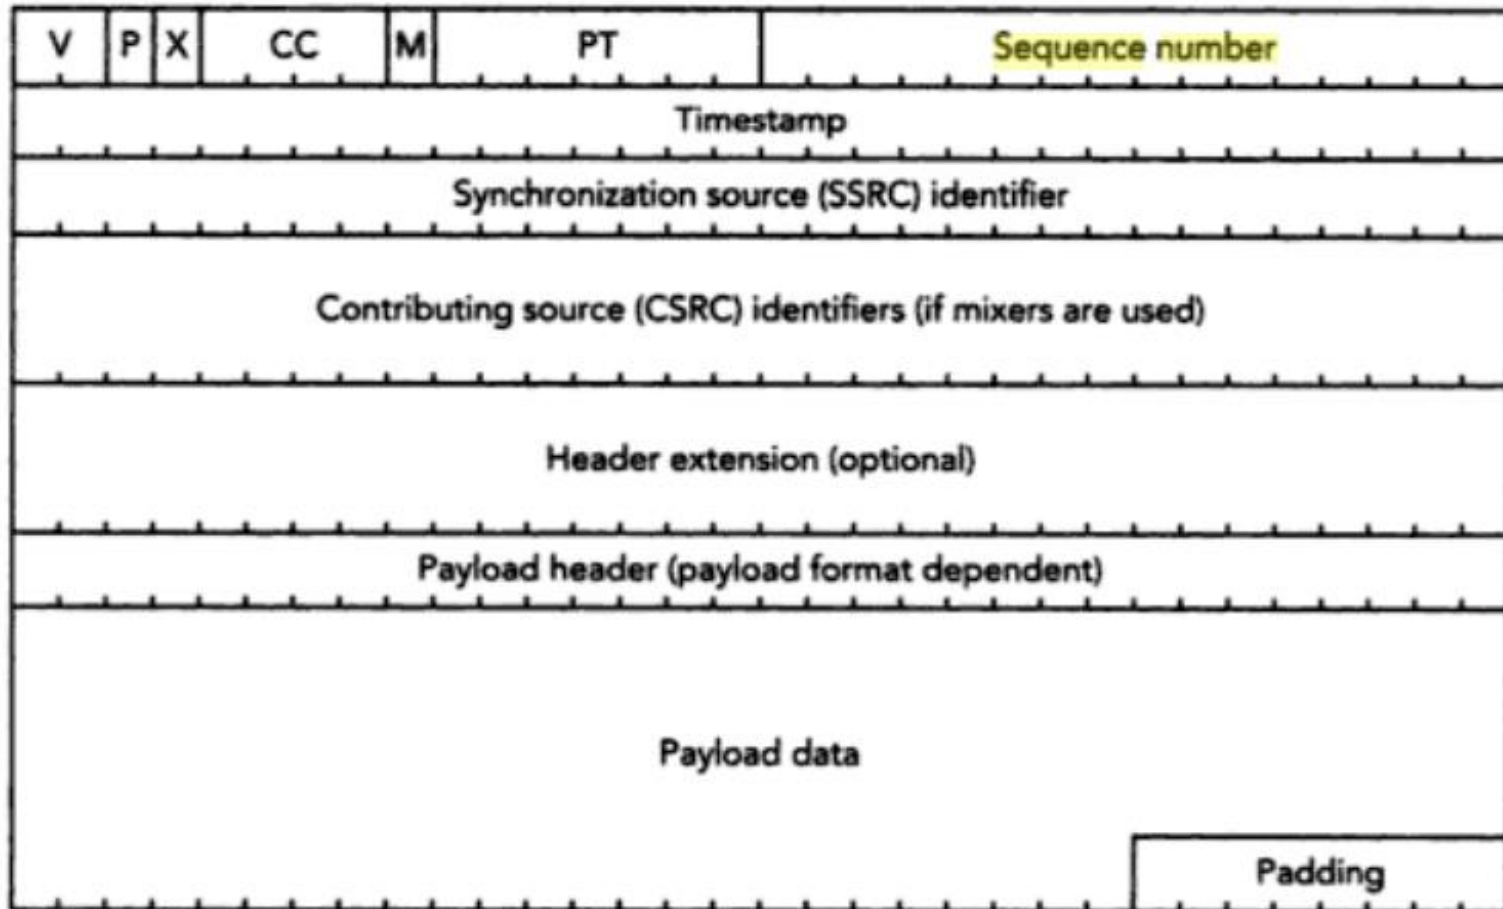 V P X CC M PT Sequence number
Timestamp
Synchronization source (SSRC) identifier
Contributing source (CSRC) identifiers (if mixers are used)
Header extension (optional)
Payload header (payload format dependent)
Payload data
Padding